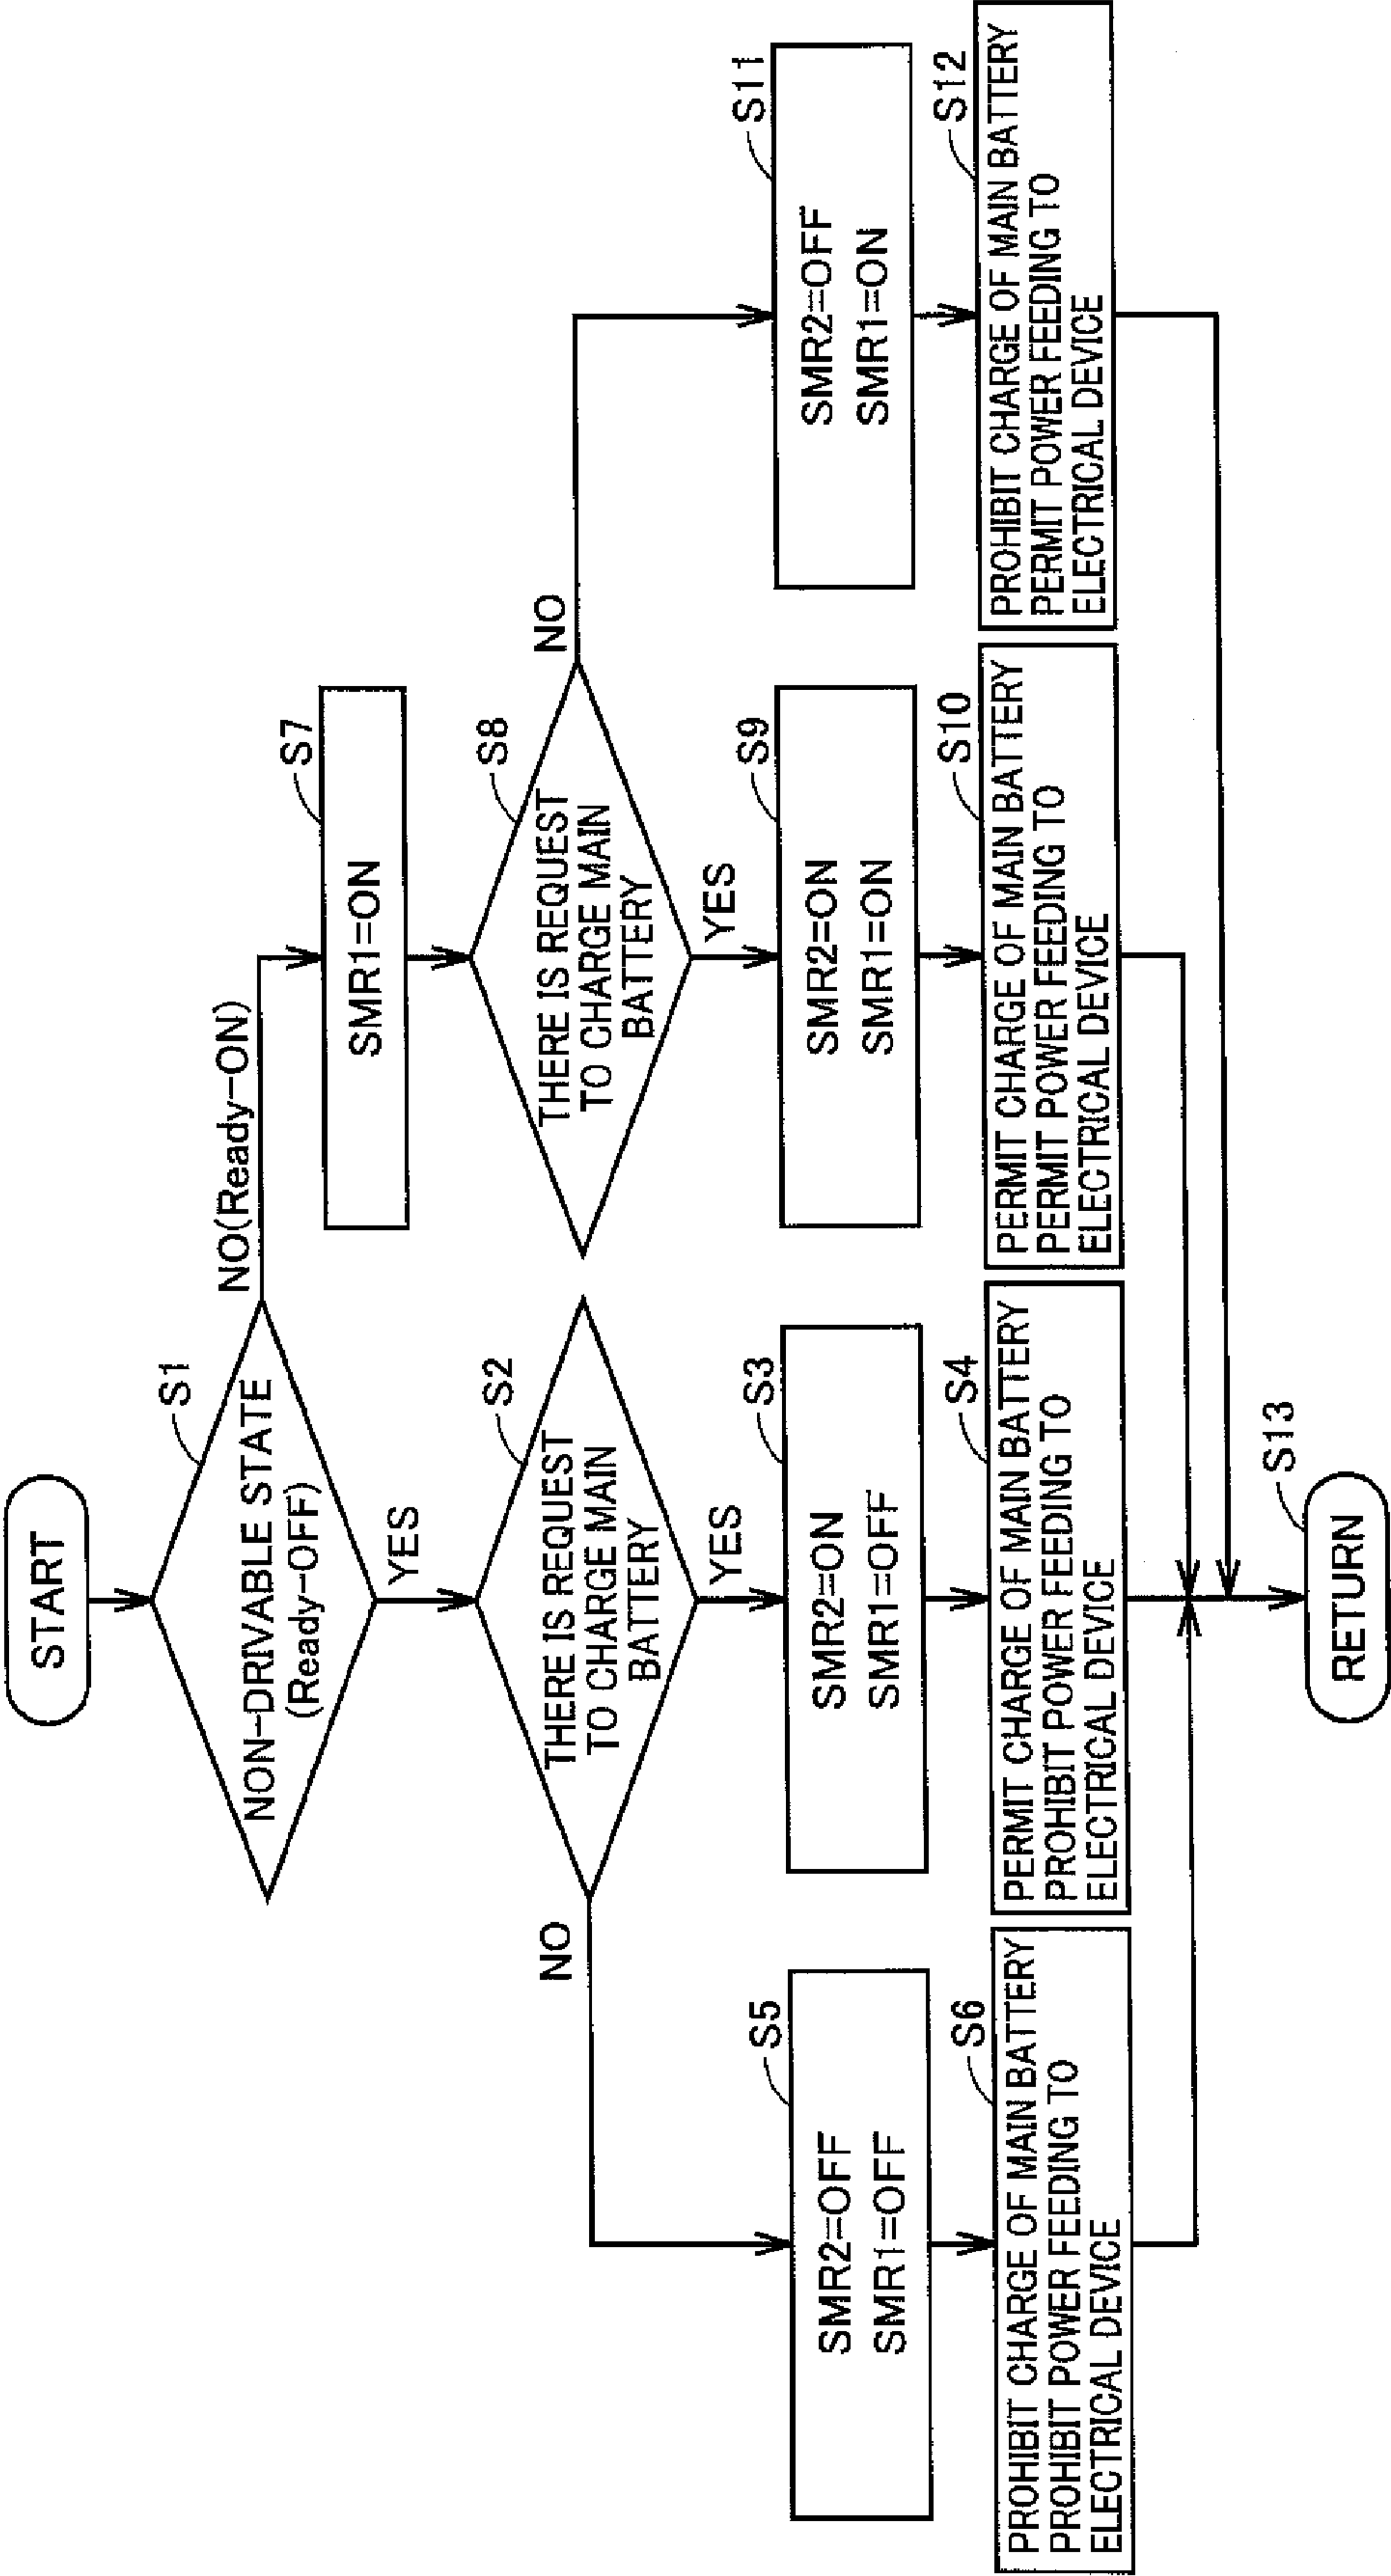 START
S1
NON-DRIVABLE STATE
(Ready-OFF)
NO(Ready-ON)
YES
S2
THERE IS REQUEST
TO CHARGE MAIN
BATTERY
NO
YES
S3
SMR2=ON
SMR1=OFF
S4
PERMIT CHARGE OF MAIN BATTERY
PROHIBIT POWER FEEDING TO
ELECTRICAL DEVICE
S5
SMR2=OFF
SMR1=OFF
S6
PROHIBIT CHARGE OF MAIN BATTERY
PROHIBIT POWER FEEDING TO
ELECTRICAL DEVICE
S7
SMR1=ON
S8
THERE IS REQUEST
TO CHARGE MAIN
BATTERY
NO
YES
S9
SMR2=ON
SMR1=ON
S10
PERMIT CHARGE OF MAIN BATTERY
PERMIT POWER FEEDING TO
ELECTRICAL DEVICE
S11
SMR2=OFF
SMR1=ON
S12
PROHIBIT CHARGE OF MAIN BATTERY
PERMIT POWER FEEDING TO
ELECTRICAL DEVICE
S13
RETURN